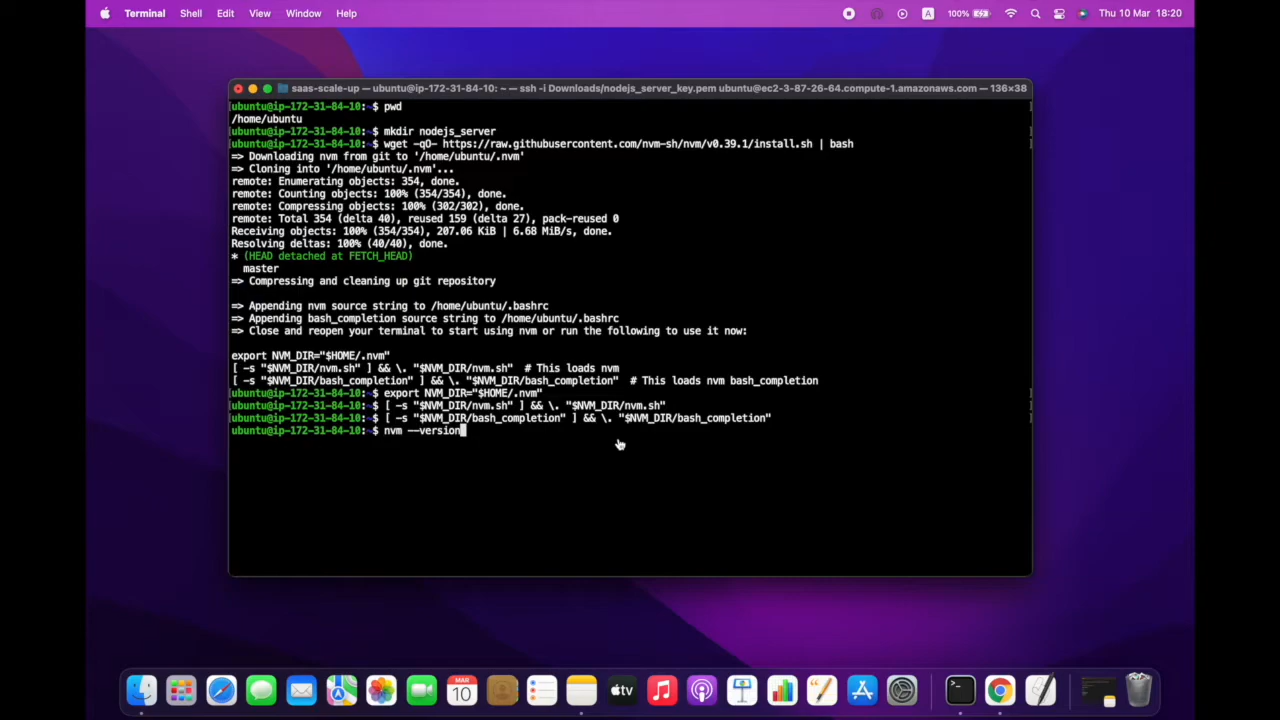 Terminal Shell Edit View Window Help A 100% Thu 10 Mar 18:20
saas-scale-up — ubuntu@ip-172-31-84-10: ~ — ssh -i Downloads/nodejs_server_key.pem ubuntu@ec2-3-87-26-64.compute-1.amazonaws.com — 136×38
ubuntu@ip-172-31-84-10:~$ pwd
/home/ubuntu
ubuntu@ip-172-31-84-10:~$ mkdir nodejs_server
ubuntu@ip-172-31-84-10:~$ wget -qO- https://raw.githubusercontent.com/nvm-sh/nvm/v0.39.1/install.sh | bash
=> Downloading nvm from git to '/home/ubuntu/.nvm'
=> Cloning into '/home/ubuntu/.nvm'...
remote: Enumerating objects: 354, done.
remote: Counting objects: 100% (354/354), done.
remote: Compressing objects: 100% (302/302), done.
remote: Total 354 (delta 40), reused 159 (delta 27), pack-reused 0
Receiving objects: 100% (354/354), 207.06 KiB | 6.68 MiB/s, done.
Resolving deltas: 100% (40/40), done.
* (HEAD detached at FETCH_HEAD)
master
=> Compressing and cleaning up git repository
=> Appending nvm source string to /home/ubuntu/.bashrc
=> Appending bash_completion source string to /home/ubuntu/.bashrc
=> Close and reopen your terminal to start using nvm or run the following to use it now:
export NVM_DIR="$HOME/.nvm"
[ -s "$NVM_DIR/nvm.sh" ] && \. "$NVM_DIR/nvm.sh"  # This loads nvm
[ -s "$NVM_DIR/bash_completion" ] && \. "$NVM_DIR/bash_completion"  # This loads nvm bash_completion
ubuntu@ip-172-31-84-10:~$ export NVM_DIR="$HOME/.nvm"
ubuntu@ip-172-31-84-10:~$ [ -s "$NVM_DIR/nvm.sh" ] && \. "$NVM_DIR/nvm.sh"
ubuntu@ip-172-31-84-10:~$ [ -s "$NVM_DIR/bash_completion" ] && \. "$NVM_DIR/bash_completion"
ubuntu@ip-172-31-84-10:~$ nvm --version
MAR
10
tv